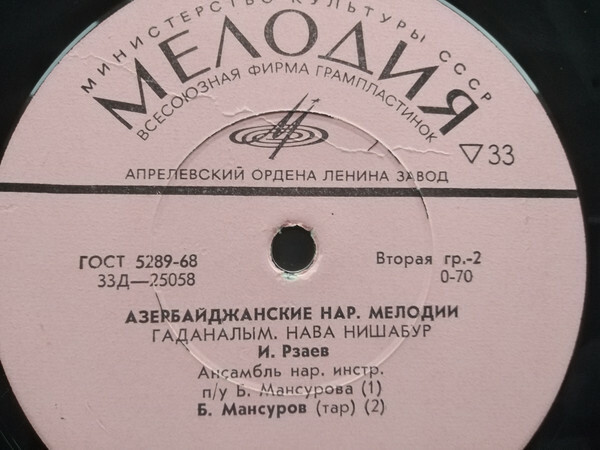 МИНИСТЕРСТВО КУЛЬТУРЫ СССР
МЕЛОДИЯ
ВСЕСОЮЗНАЯ ФИРМА ГРАМПЛАСТИНОК
▽33
АПРЕЛЕВСКИЙ ОРДЕНА ЛЕНИНА ЗАВОД
ГОСТ 5289-68
33Д—25058
Вторая гр.-2
0-70
АЗЕРБАЙДЖАНСКИЕ НАР. МЕЛОДИИ
ГАДАНАЛЫМ. НАВА НИШАБУР
И. Рзаев
Ансамбль нар. инстр.
п/у Б. Мансурова (1)
Б. Мансуров (тар) (2)